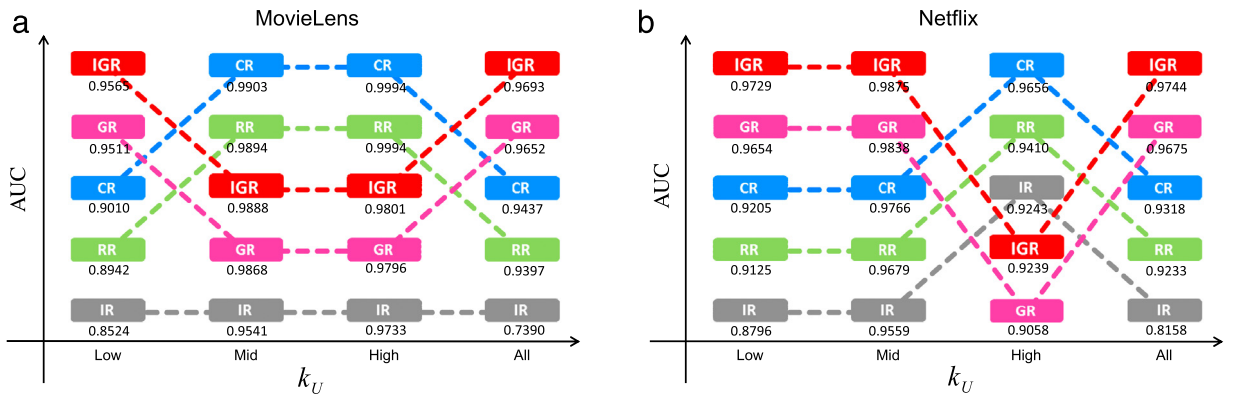 a
MovieLens
AUC
IGR
CR
CR
IGR
0.9565
0.9903
0.9994
0.9693
GR
RR
RR
GR
0.9511
0.9894
0.9994
0.9652
CR
IGR
IGR
CR
0.9010
0.9888
0.9801
0.9437
RR
GR
GR
RR
0.8942
0.9868
0.9796
0.9397
IR
IR
IR
IR
0.8524
0.9541
0.9733
0.7390
Low
Mid
High
All
k_U
b
Netflix
AUC
IGR
IGR
CR
IGR
0.9729
0.9875
0.9656
0.9744
GR
GR
RR
GR
0.9654
0.9838
0.9410
0.9675
CR
CR
IR
CR
0.9205
0.9766
0.9243
0.9318
RR
RR
IGR
RR
0.9125
0.9679
0.9239
0.9233
IR
IR
GR
IR
0.8796
0.9559
0.9058
0.8158
Low
Mid
High
All
k_U